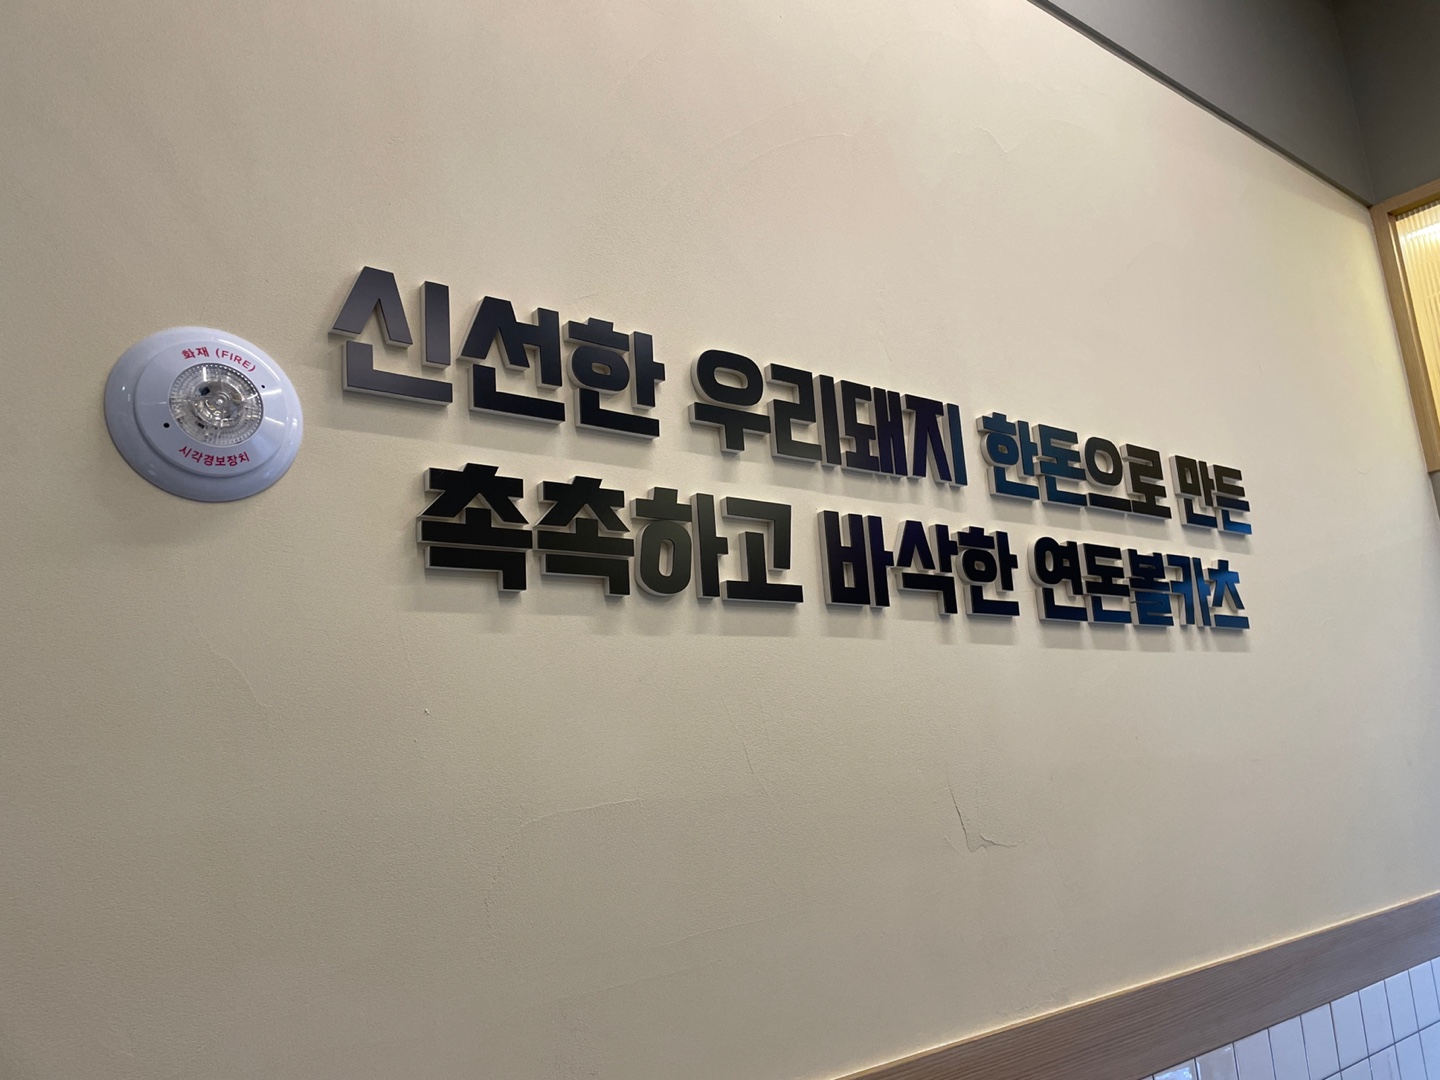 화재 (FIRE)
시각경보장치
신선한 우리돼지 한돈으로 만든
촉촉하고 바삭한 연돈볼카츠